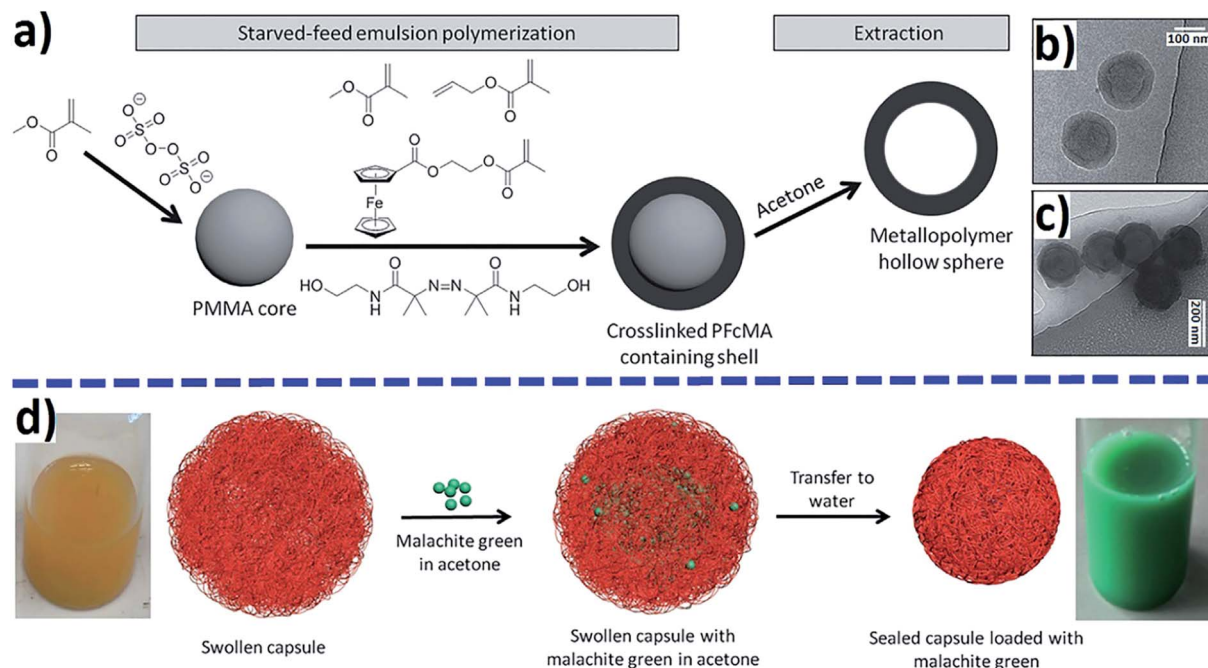 a)
Starved-feed emulsion polymerization
Extraction
b)
100 nm
O
O
O
O
O
O
O
Fe
O
O
O
O
O
S
O
O
O
O
S
O
O
O
Acetone
c)
200 nm
PMMA core
HO
N
H
O
N=N
O
N
H
OH
Crosslinked PFcMA
containing shell
Metallopolymer
hollow sphere
d)
Malachite green
in acetone
Transfer to
water
Swollen capsule
Swollen capsule with
malachite green in acetone
Sealed capsule loaded with
malachite green